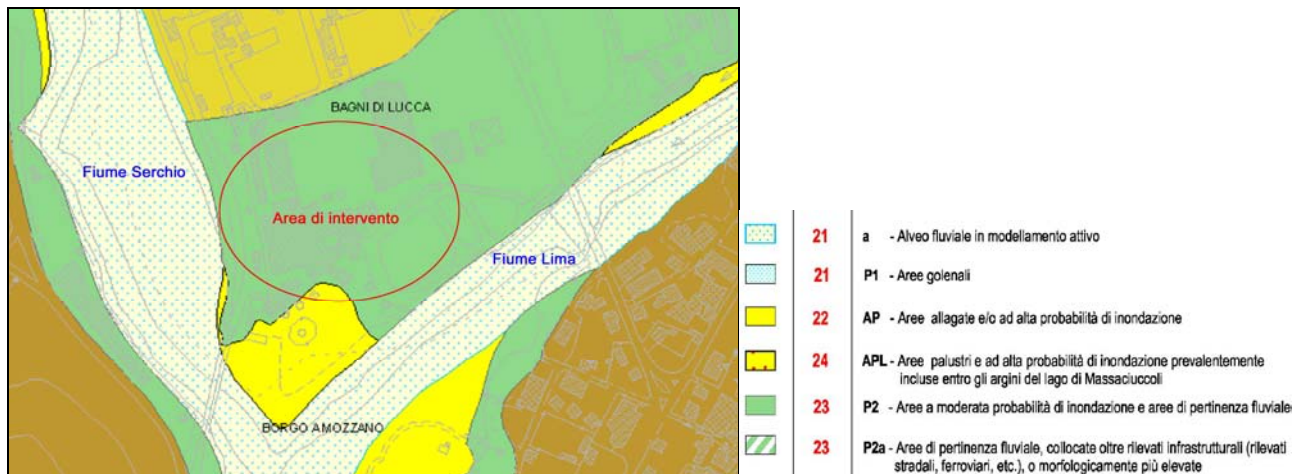 BAGNI DI LUCCA
Fiume Serchio
Area di intervento
Fiume Lima
BORGO A MOZZANO
21 a - Alveo fluviale in modellamento attivo
21 P1 - Aree golenali
22 AP - Aree allagate e/o ad alta probabilità di inondazione
24 APL - Aree palustri e ad alta probabilità di inondazione prevalentemente
incluse entro gli argini del lago di Massaciuccoli
23 P2 - Aree a moderata probabilità di inondazione e aree di pertinenza fluviale
23 P2a - Aree di pertinenza fluviale, collocate oltre rilevati infrastrutturali (rilevati
stradali, ferroviari, etc.), o morfologicamente più elevate